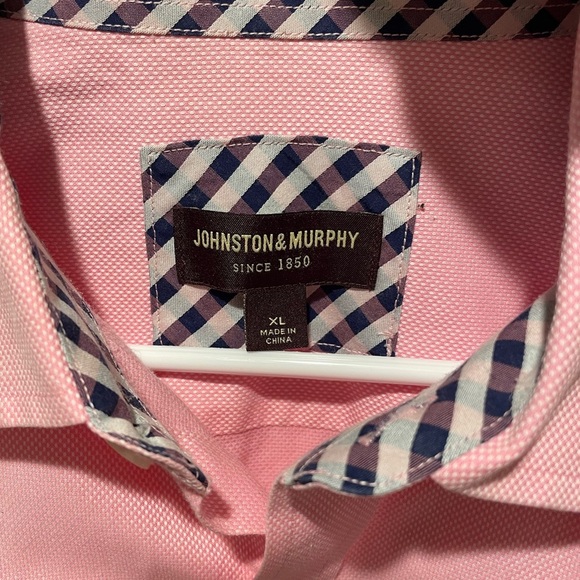 JOHNSTON & MURPHY
SINCE 1850
XL
MADE IN
CHINA